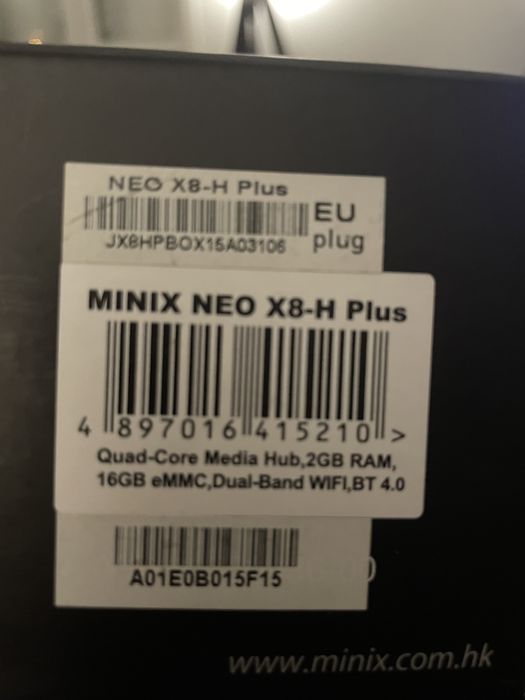 NEO X8-H Plus
EU
JX8HPBOX15A03106 plug
MINIX NEO X8-H Plus
4 897016 415210 >
Quad-Core Media Hub,2GB RAM,
16GB eMMC,Dual-Band WIFI,BT 4.0
A01E0B015F15
www.minix.com.hk